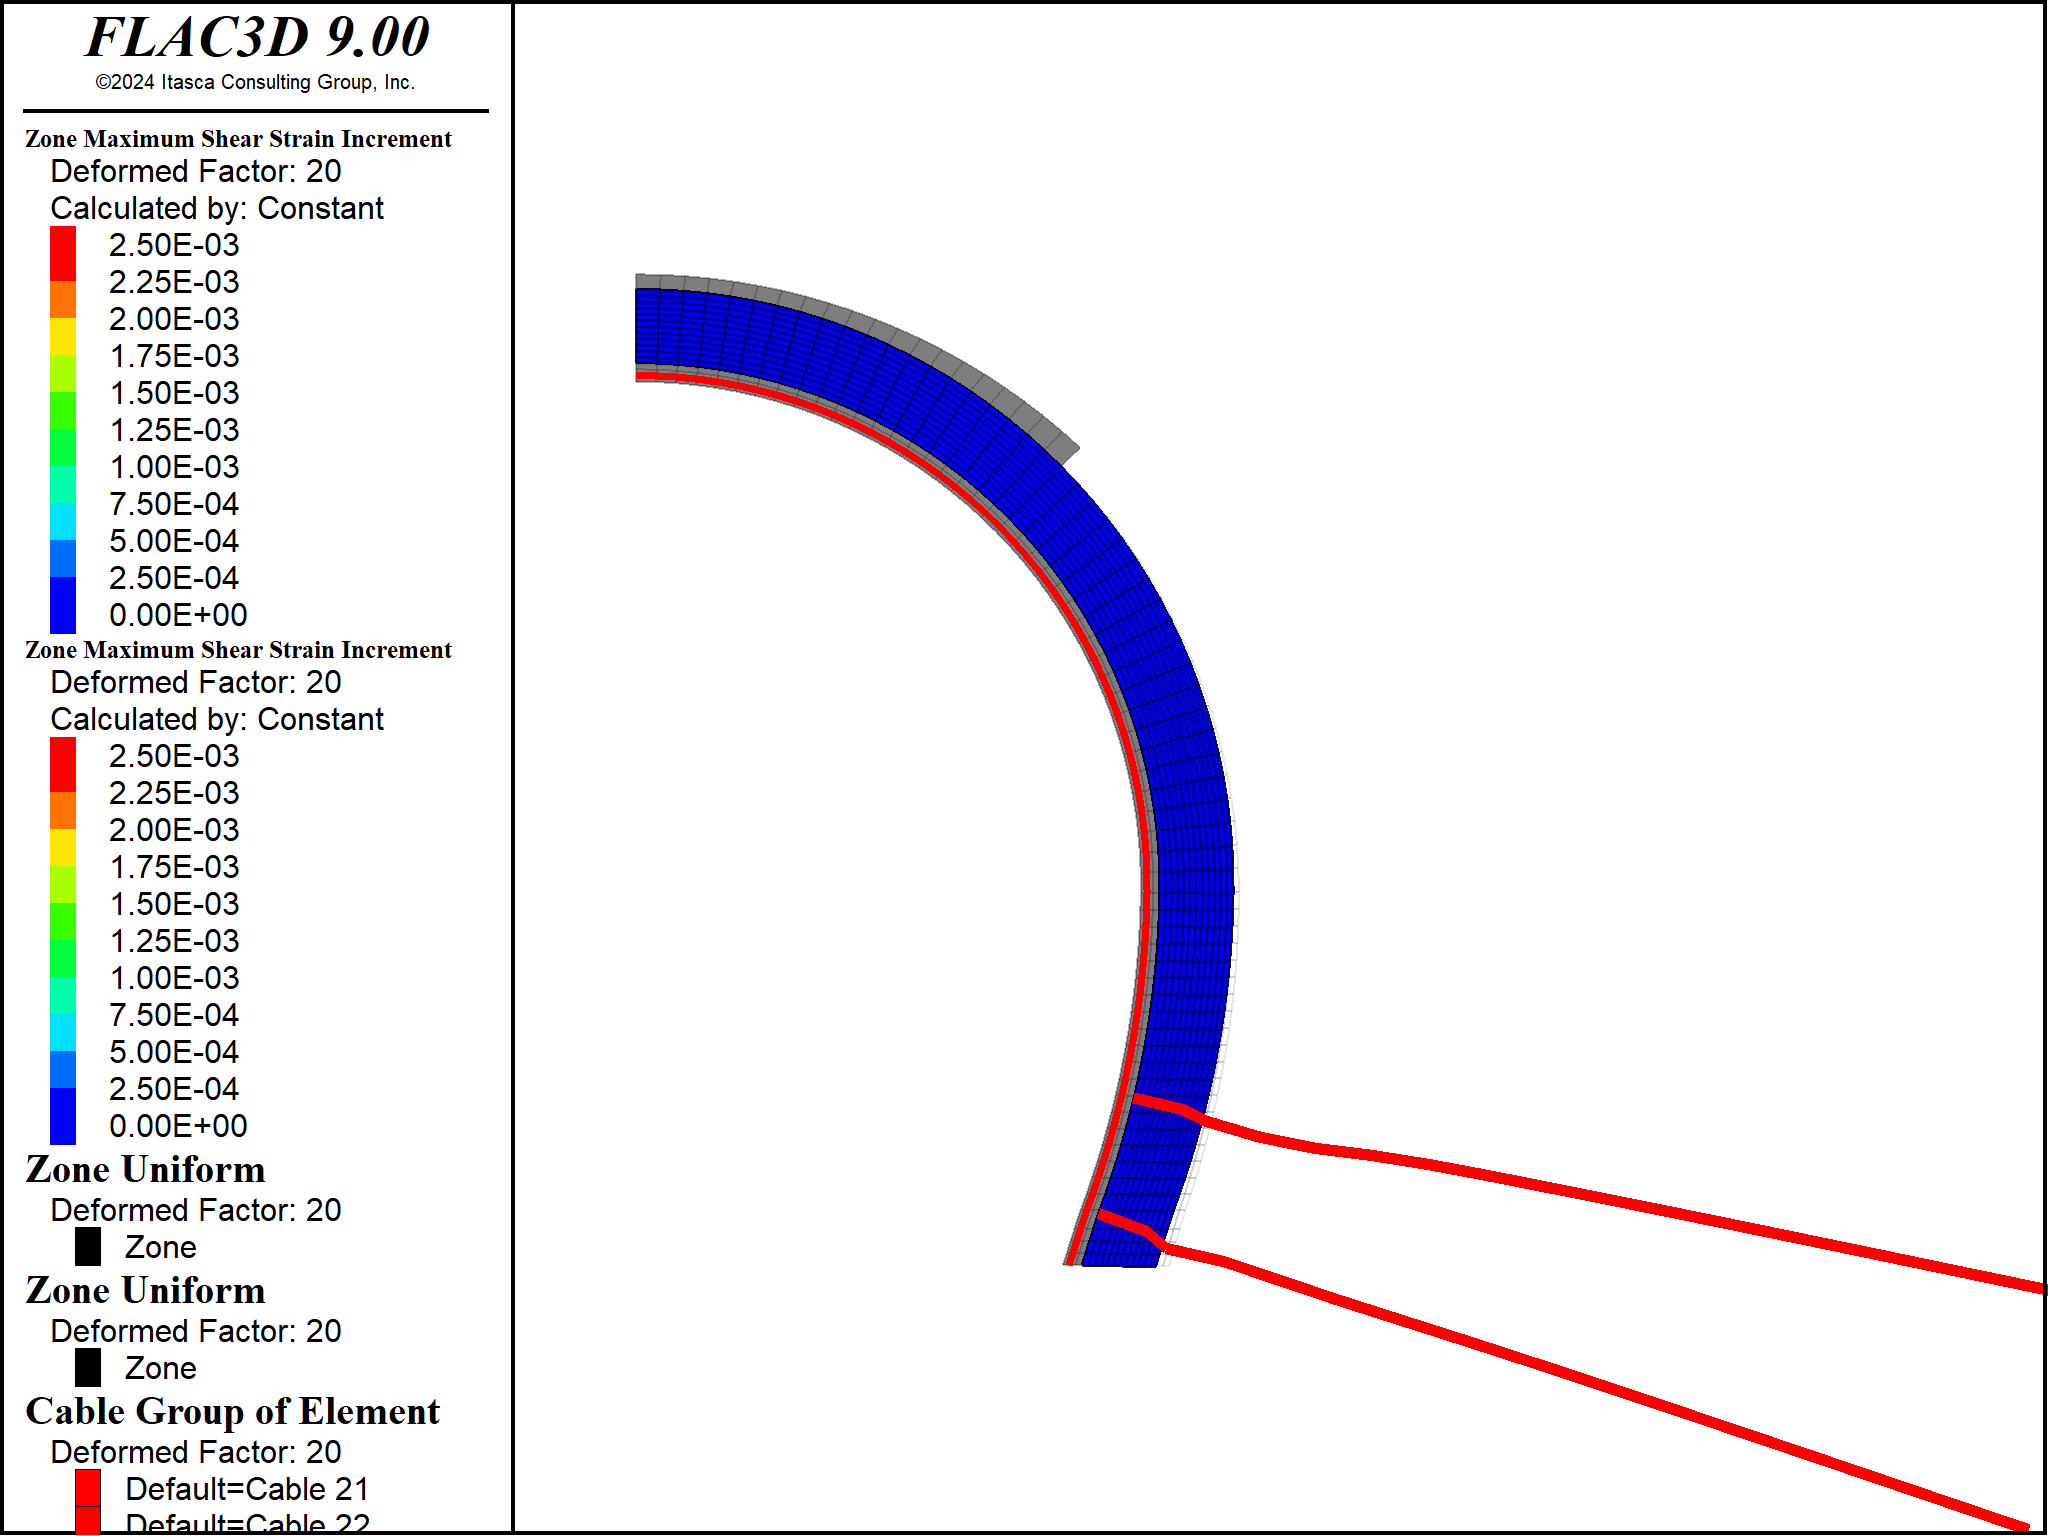 FLAC3D 9.00
©2024 Itasca Consulting Group, Inc.
Zone Maximum Shear Strain Increment
Deformed Factor: 20
Calculated by: Constant
2.50E-03
2.25E-03
2.00E-03
1.75E-03
1.50E-03
1.25E-03
1.00E-03
7.50E-04
5.00E-04
2.50E-04
0.00E+00
Zone Maximum Shear Strain Increment
Deformed Factor: 20
Calculated by: Constant
2.50E-03
2.25E-03
2.00E-03
1.75E-03
1.50E-03
1.25E-03
1.00E-03
7.50E-04
5.00E-04
2.50E-04
0.00E+00
Zone Uniform
Deformed Factor: 20
Zone
Zone Uniform
Deformed Factor: 20
Zone
Cable Group of Element
Deformed Factor: 20
Default=Cable 21
Default=Cable 22